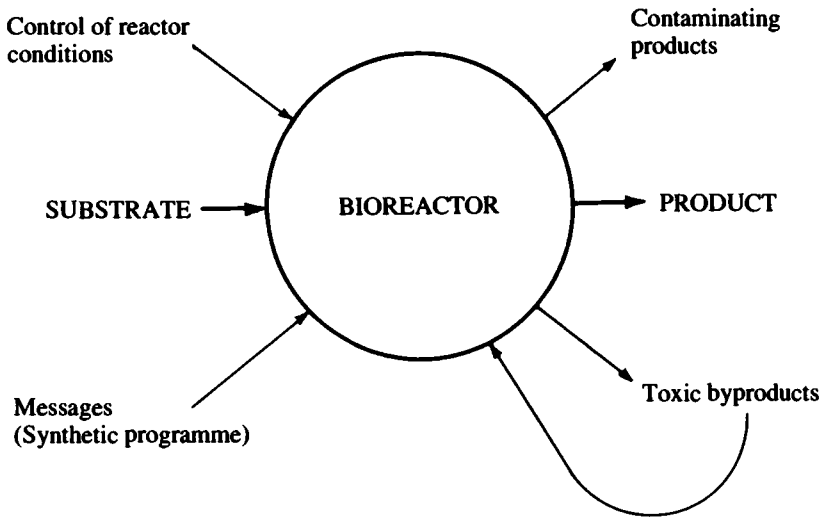 Control of reactor
conditions
Contaminating
products
SUBSTRATE
BIOREACTOR
PRODUCT
Messages
(Synthetic programme)
Toxic byproducts